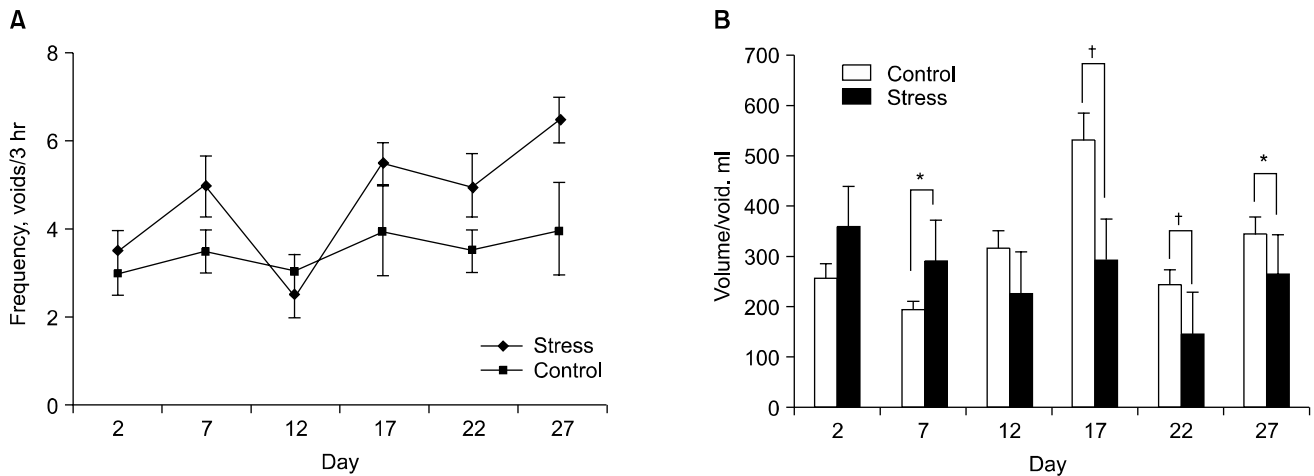 A
8
6
4
2
0
Frequency, voids/3 hr
Stress
Control
2 7 12 17 22 27
Day
B
700
600
500
400
300
200
100
0
Volume/void. ml
Control
Stress
*
†
†
*
2 7 12 17 22 27
Day